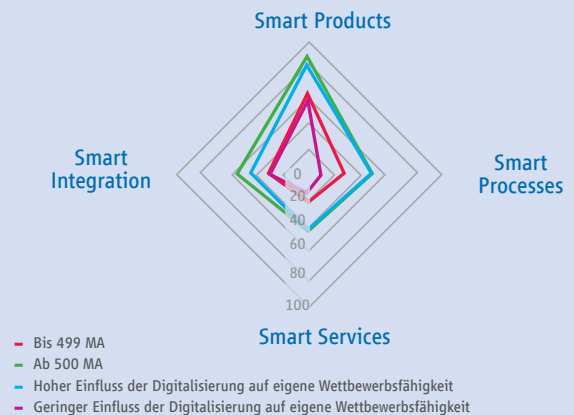 Smart Products
Smart
Integration
Smart
Processes
0
20
40
60
80
100
Smart Services
Bis 499 MA
Ab 500 MA
Hoher Einfluss der Digitalisierung auf eigene Wettbewerbsfähigkeit
Geringer Einfluss der Digitalisierung auf eigene Wettbewerbsfähigkeit